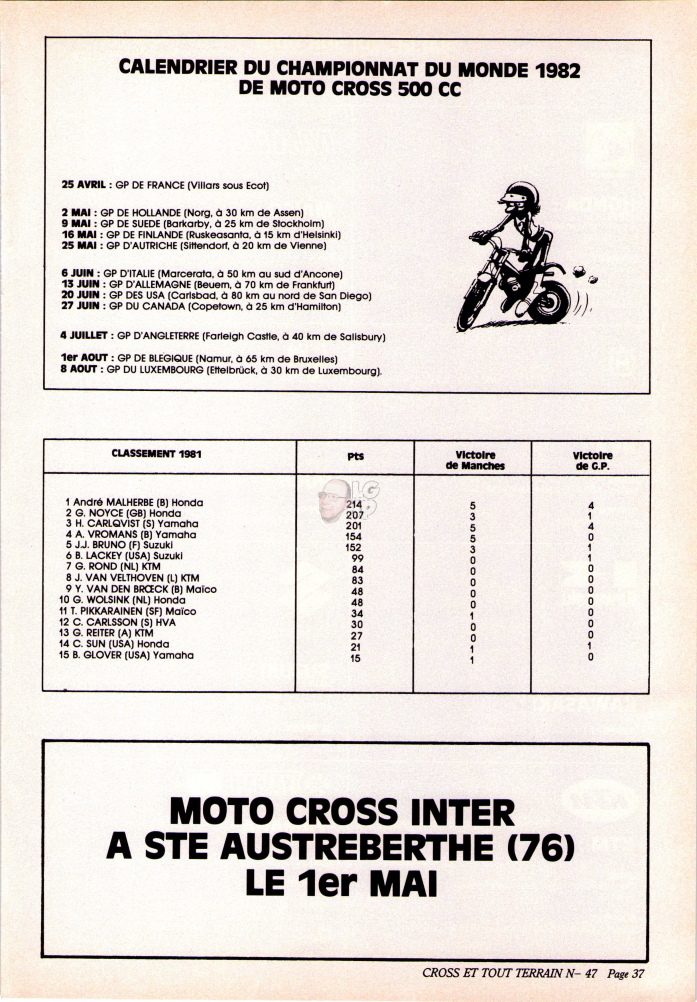 CALENDRIER DU CHAMPIONNAT DU MONDE 1982
DE MOTO CROSS 500 CC
25 AVRIL : GP DE FRANCE (Villars sous Ecot)
2 MAI : GP DE HOLLANDE (Norg, à 30 km de Assen)
9 MAI : GP DE SUEDE (Barkarby, à 25 km de Stockholm)
16 MAI : GP DE FINLANDE (Ruskeasanta, à 15 km d'Helsinki)
25 MAI : GP D'AUTRICHE (Sittendorf, à 20 km de Vienne)
6 JUIN : GP D'ITALIE (Marcerata, à 50 km au sud d'Ancone)
13 JUIN : GP D'ALLEMAGNE (Beuern, à 70 km de Frankfurt)
20 JUIN : GP DES USA (Carlsbad, à 80 km au nord de San Diego)
27 JUIN : GP DU CANADA (Copetown, à 25 km d'Hamilton)
4 JUILLET : GP D'ANGLETERRE (Farleigh Castle, à 40 km de Salisbury)
1er AOUT : GP DE BLEGIQUE (Namur, à 65 km de Bruxelles)
8 AOUT : GP DU LUXEMBOURG (Ettelbrück, à 30 km de Luxembourg).
CLASSEMENT 1981 Pts Victoire de Manches Victoire de G.P.
1 André MALHERBE (B) Honda 214 5 4
2 G. NOYCE (GB) Honda 207 3 1
3 H. CARLQVIST (S) Yamaha 201 5 4
4 A. VROMANS (B) Yamaha 154 5 0
5 J.J. BRUNO (F) Suzuki 152 3 1
6 B. LACKEY (USA) Suzuki 99 0 1
7 G. ROND (NL) KTM 84 0 0
8 J. VAN VELTHOVEN (L) KTM 83 0 0
9 Y. VAN DEN BRŒCK (B) Maïco 48 0 0
10 G. WOLSINK (NL) Honda 48 0 0
11 T. PIKKARAINEN (SF) Maïco 34 1 0
12 C. CARLSSON (S) HVA 30 0 0
13 G. REITER (A) KTM 27 0 0
14 C. SUN (USA) Honda 21 1 1
15 B. GLOVER (USA) Yamaha 15 1 0
LG
MOTO CROSS INTER
A STE AUSTREBERTHE (76)
LE 1er MAI
CROSS ET TOUT TERRAIN N– 47 Page 37